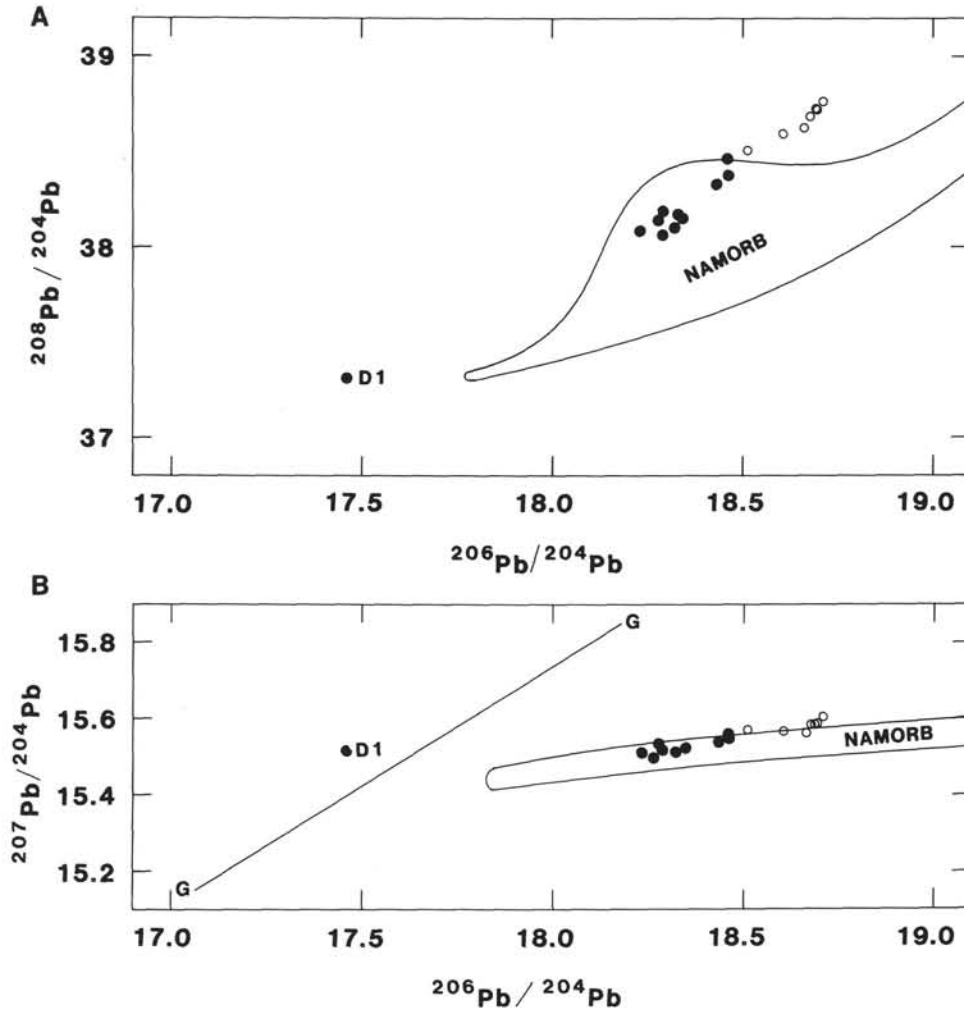 A
39
38
37
²⁰⁸Pb/²⁰⁴Pb
NAMORB
D1
17.0 17.5 18.0 18.5 19.0
²⁰⁶Pb/²⁰⁴Pb
B
15.8
15.6
15.4
15.2
²⁰⁷Pb/²⁰⁴Pb
G
D1
NAMORB
G
17.0 17.5 18.0 18.5 19.0
²⁰⁶Pb/²⁰⁴Pb